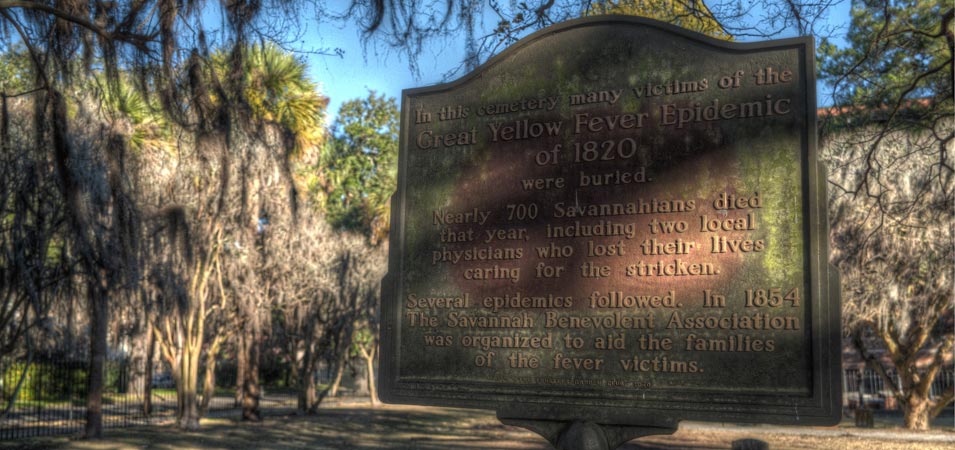 In this cemetery many victims of the
Great Yellow Fever Epidemic
of 1820
were buried.
Nearly 700 Savannahians died
that year, including two local
physicians who lost their lives
caring for the stricken.
Several epidemics followed. In 1854
The Savannah Benevolent Association
was organized to aid the families
of the fever victims.